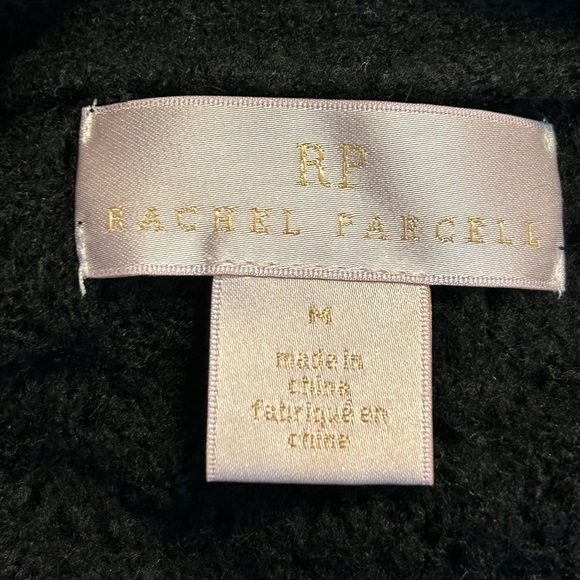 RP
RACHEL PARCELL
M
made in
china
fabriqué en
chine